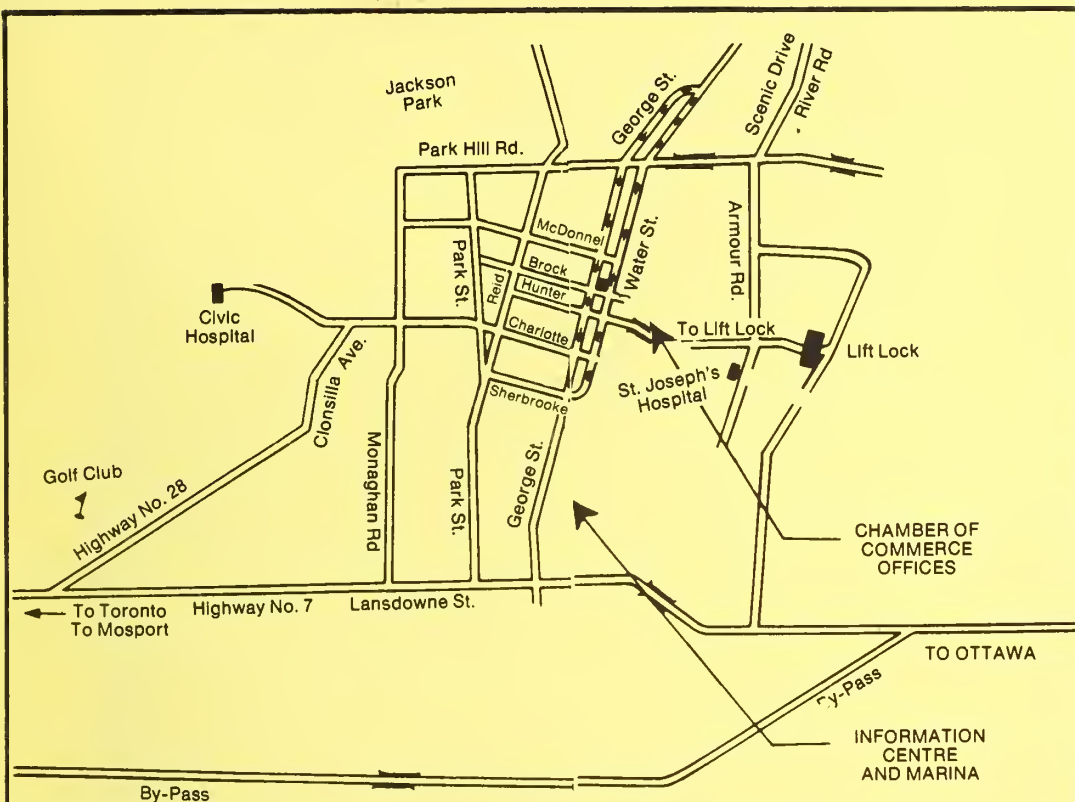 Jackson
Park
George St.
Scenic Drive
River Rd
Park Hill Rd.
McDonnel
Brock
Hunter
Charlotte
Sherbrooke
Reid
Park St.
Water St.
Armour Rd.
Civic
Hospital
To Lift Lock
Lift Lock
St. Joseph's
Hospital
Clonsilla Ave.
Golf Club
Highway No. 28
Monaghan Rd
Park St.
George St.
CHAMBER OF
COMMERCE
OFFICES
To Toronto
To Mosport
Highway No. 7
Lansdowne St.
TO OTTAWA
By-Pass
INFORMATION
CENTRE
AND MARINA
By-Pass